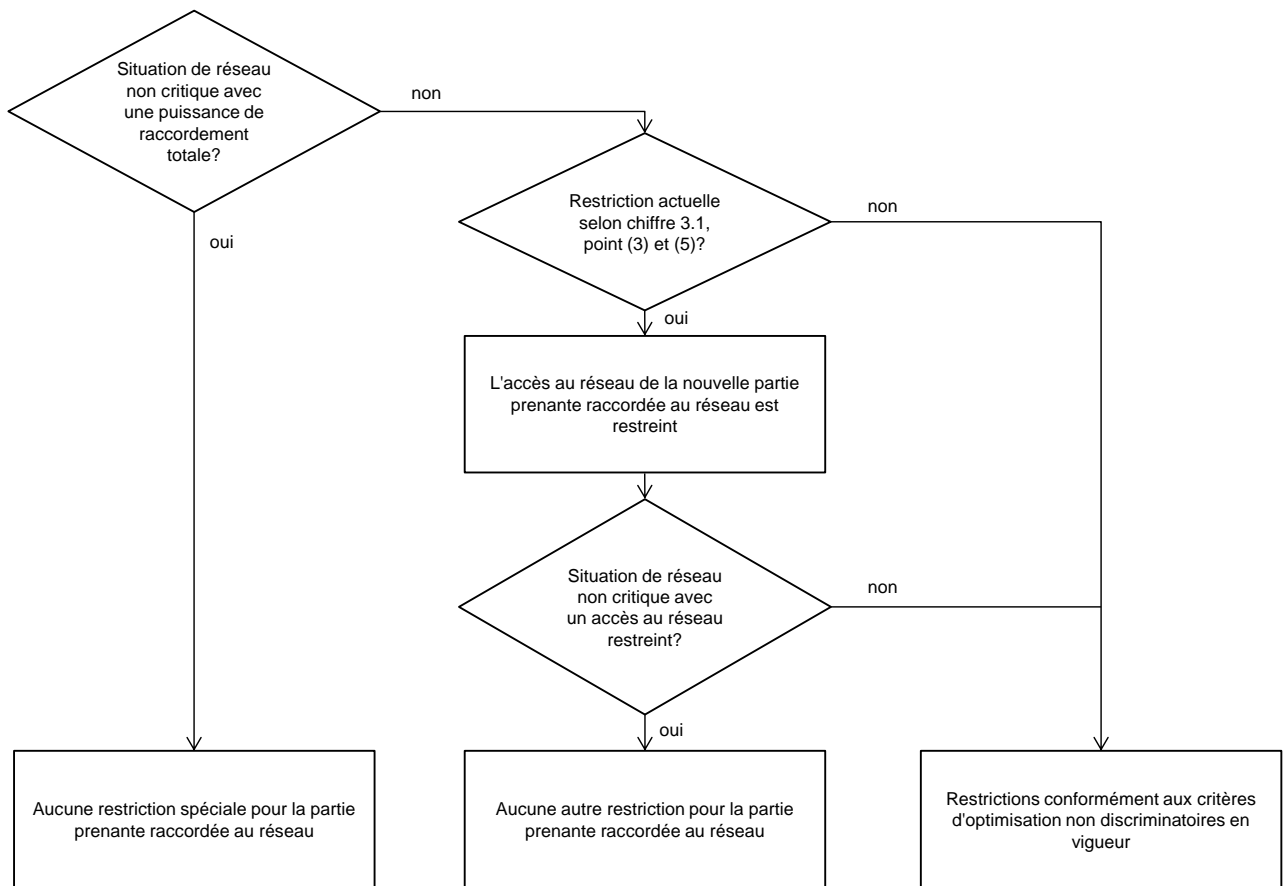 Situation de réseau
non critique avec
une puissance de
raccordement
totale?
non
oui
Restriction actuelle
selon chiffre 3.1,
point (3) et (5)?
non
oui
L'accès au réseau de la nouvelle partie
prenante raccordée au réseau est
restreint
Situation de réseau
non critique avec
un accès au réseau
restreint?
non
oui
Aucune restriction spéciale pour la partie
prenante raccordée au réseau
Aucune autre restriction pour la partie
prenante raccordée au réseau
Restrictions conformément aux critères
d'optimisation non discriminatoires en
vigueur